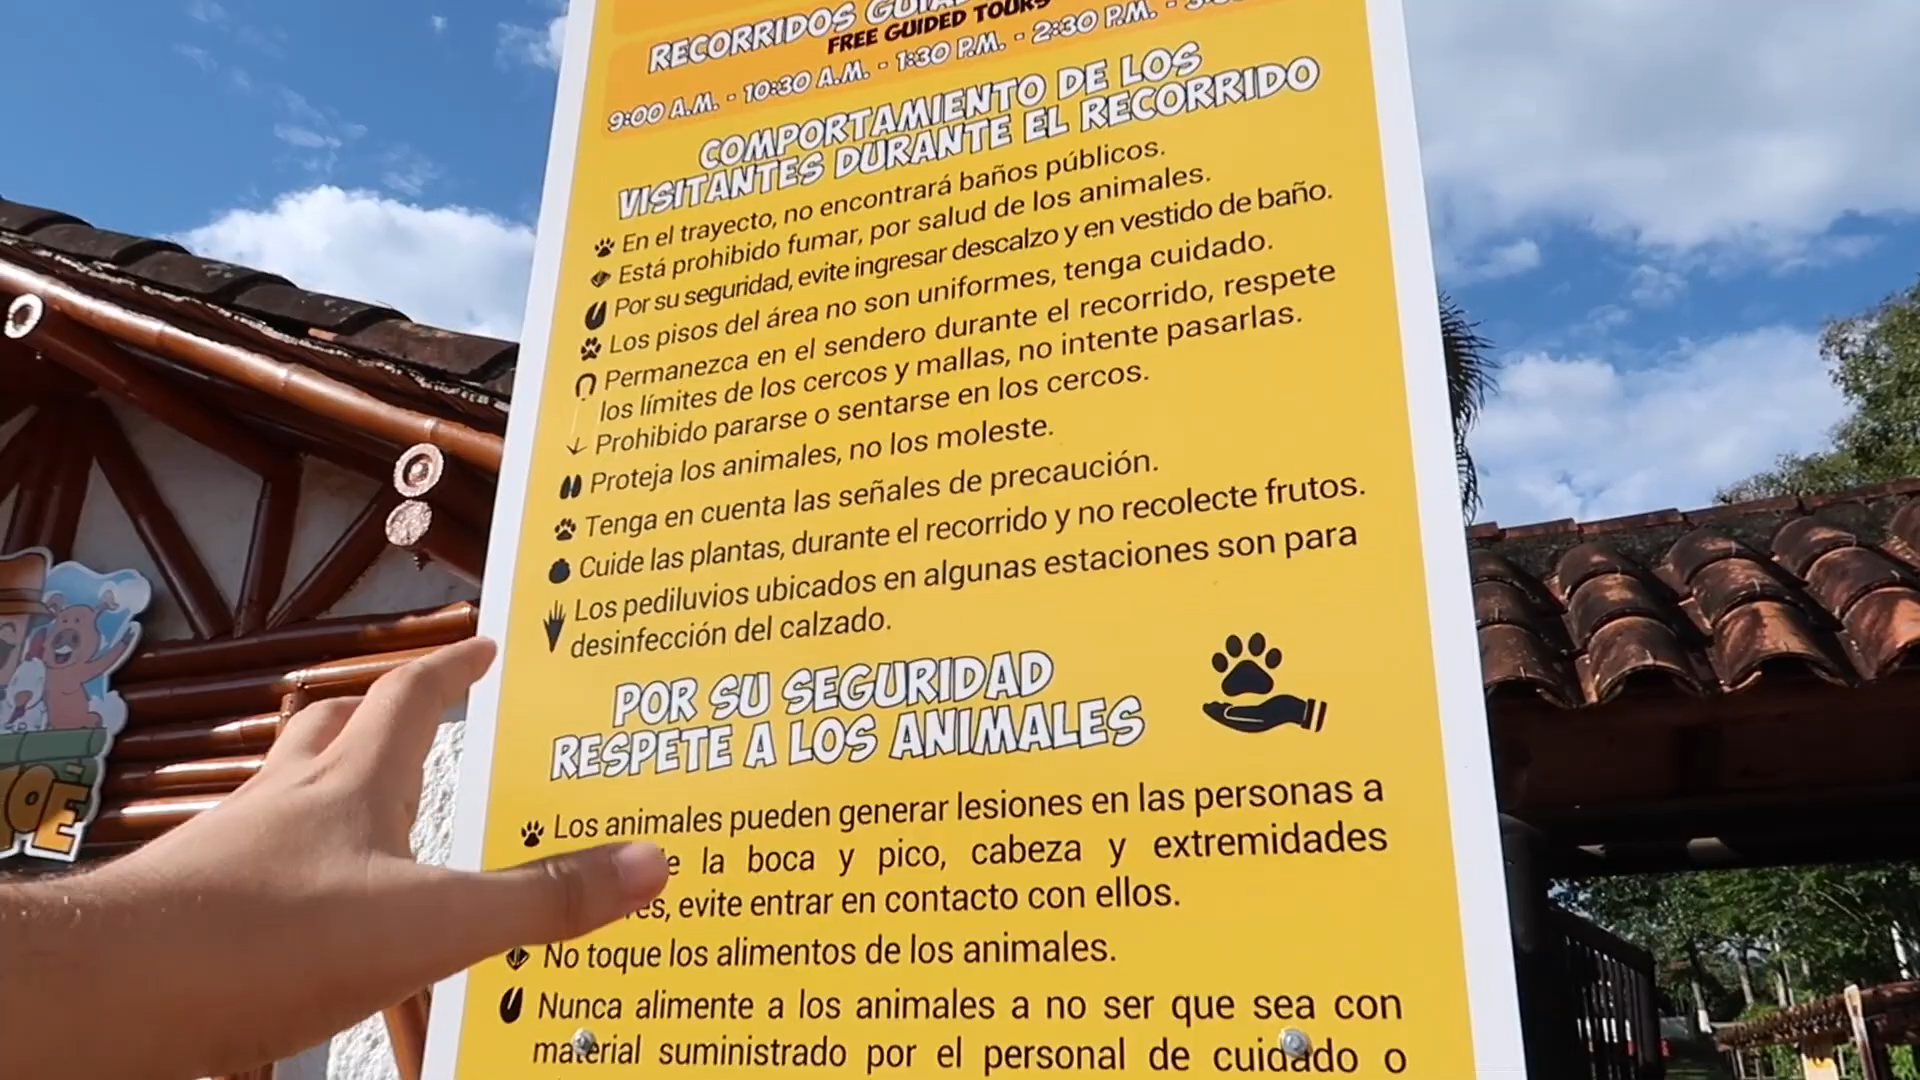 RECORRIDOS
FREE GUIDED TOURS
9:00 A.M. - 10:30 A.M. - 1:30 P.M. - 2:30 P.M. -
COMPORTAMIENTO DE LOS
VISITANTES DURANTE EL RECORRIDO
En el trayecto, no encontrará baños públicos.
Está prohibido fumar, por salud de los animales.
Por su seguridad, evite ingresar descalzo y en vestido de baño.
Los pisos del área no son uniformes, tenga cuidado.
Permanezca en el sendero durante el recorrido, respete
los límites de los cercos y mallas, no intente pasarlas.
Prohibido pararse o sentarse en los cercos.
Proteja los animales, no los moleste.
Tenga en cuenta las señales de precaución.
Cuide las plantas, durante el recorrido y no recolecte frutos.
Los pediluvios ubicados en algunas estaciones son para
desinfección del calzado.
POR SU SEGURIDAD
RESPETE A LOS ANIMALES
Los animales pueden generar lesiones en las personas a
la boca y pico, cabeza y extremidades
evite entrar en contacto con ellos.
No toque los alimentos de los animales.
Nunca alimente a los animales a no ser que sea con
material suministrado por el personal de cuidado o